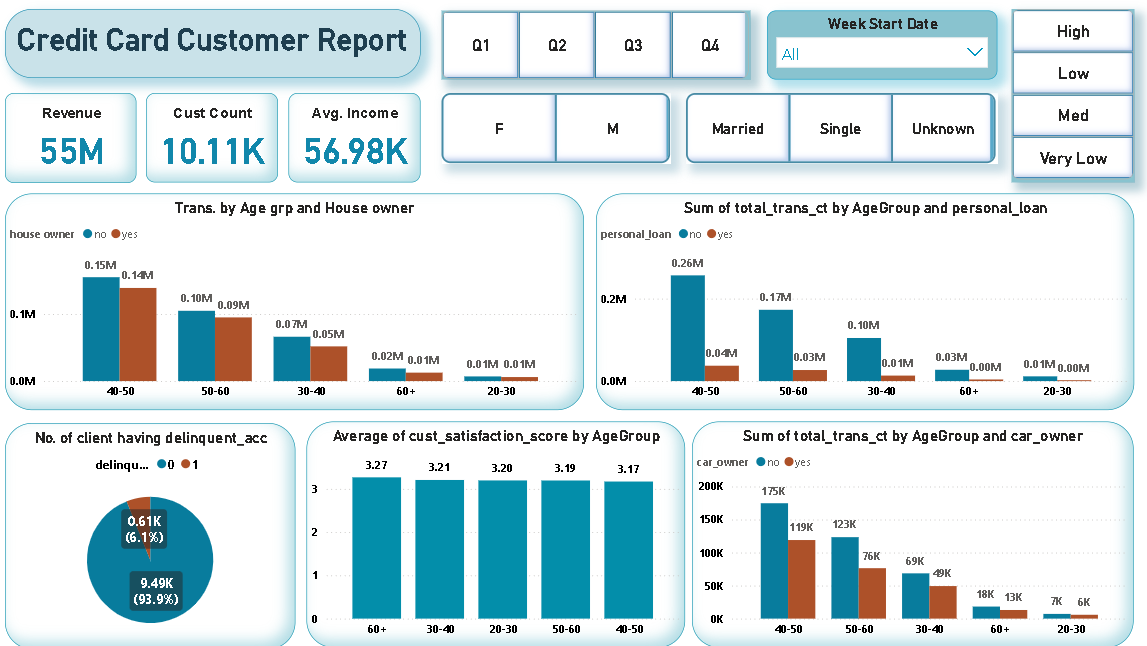 Credit Card Customer Report
Q1
Q2
Q3
Q4
Week Start Date
All
High
Low
Med
Very Low
Revenue
55M
Cust Count
10.11K
Avg. Income
56.98K
F
M
Married
Single
Unknown
Trans. by Age grp and House owner
house owner no yes
0.15M 0.14M
0.10M 0.09M
0.07M 0.05M
0.02M 0.01M
0.01M 0.01M
0.1M
0.0M
40-50 50-60 30-40 60+ 20-30
Sum of total_trans_ct by AgeGroup and personal_loan
personal_loan no yes
0.26M 0.04M
0.17M 0.03M
0.10M 0.01M
0.03M 0.00M
0.01M 0.00M
0.2M
0.0M
40-50 50-60 30-40 60+ 20-30
No. of client having delinquent_acc
delinqu... 0 1
0.61K
(6.1%)
9.49K
(93.9%)
Average of cust_satisfaction_score by AgeGroup
3.27 3.21 3.20 3.19 3.17
3
2
1
0
60+ 30-40 20-30 50-60 40-50
Sum of total_trans_ct by AgeGroup and car_owner
car_owner no yes
200K
150K
100K
50K
0K
175K 119K
123K 76K
69K 49K
18K 13K
7K 6K
40-50 50-60 30-40 60+ 20-30